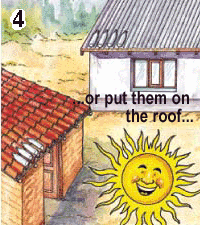 4
...or put them on
the roof...